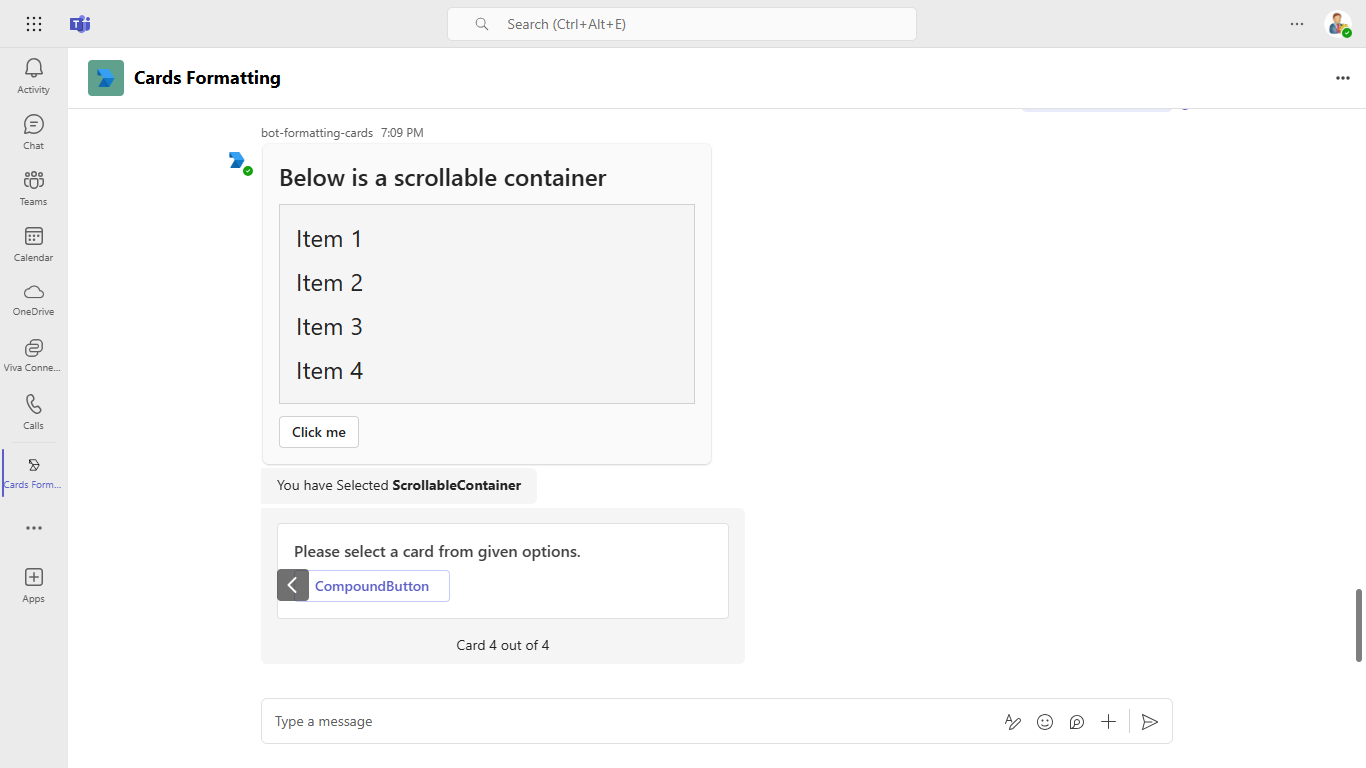 Search (Ctrl+Alt+E)
Activity
Chat
Teams
Calendar
OneDrive
Viva Conne...
Calls
Cards Form...
Apps
Cards Formatting
bot-formatting-cards 7:09 PM
Below is a scrollable container
Item 1
Item 2
Item 3
Item 4
Click me
You have Selected ScrollableContainer
Please select a card from given options.
CompoundButton
Card 4 out of 4
Type a message